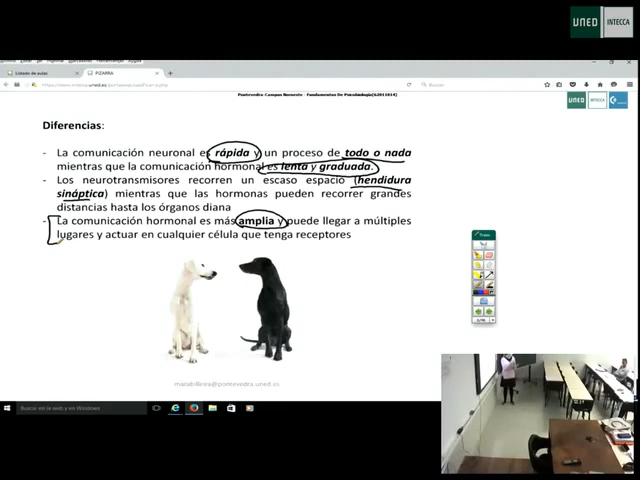 UNED
INTECCA
Listado de aulas
PIZARRA
Pontevedra-Campus Noroeste - Fundamentos De Psicobiología(62011014)
UNED INTECCA
Diferencias:
- La comunicación neuronal es rápida y un proceso de todo o nada
mientras que la comunicación hormonal es lenta y graduada.
- Los neurotransmisores recorren un escaso espacio (hendidura
sináptica) mientras que las hormonas pueden recorrer grandes
distancias hasta los órganos diana
- La comunicación hormonal es más amplia y puede llegar a múltiples
lugares y actuar en cualquier célula que tenga receptores
Buscar en la web y en Windows